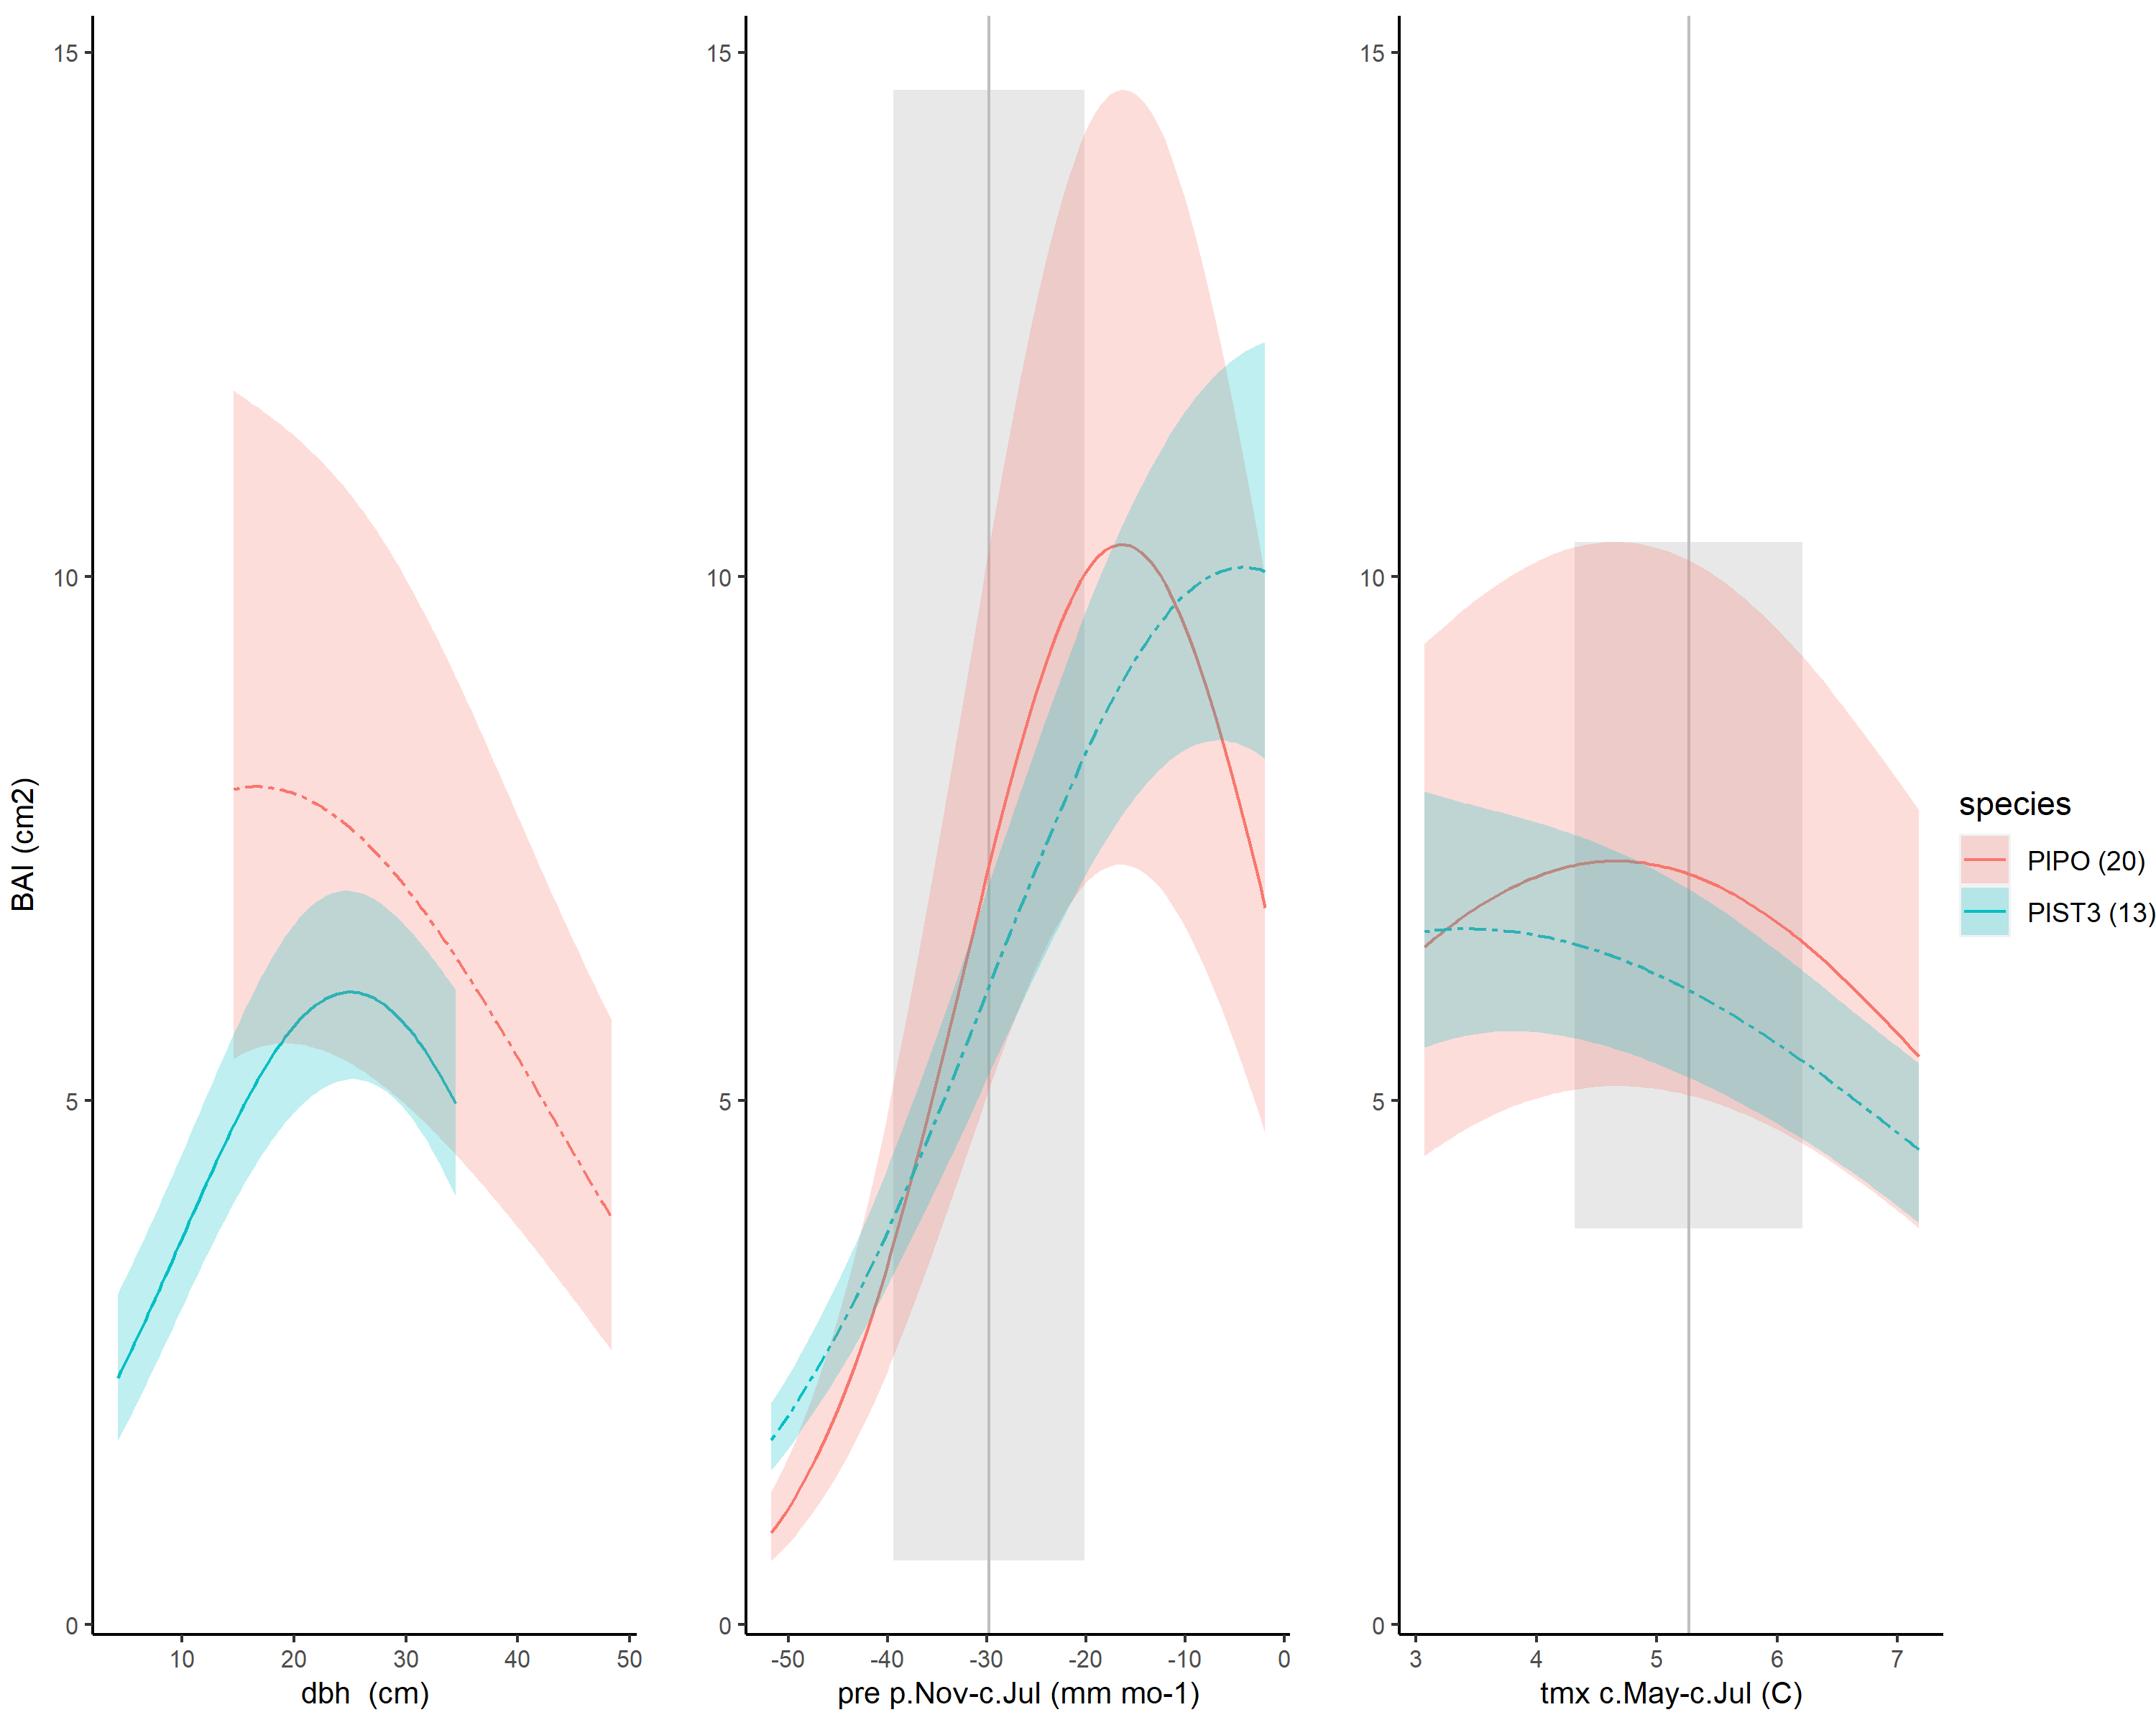 BAI (cm2)
15
10
5
0
10 20 30 40 50
dbh  (cm)
15
10
5
0
-50 -40 -30 -20 -10 0
pre p.Nov-c.Jul (mm mo-1)
15
10
5
0
3 4 5 6 7
tmx c.May-c.Jul (C)
species
PIPO (20)
PIST3 (13)